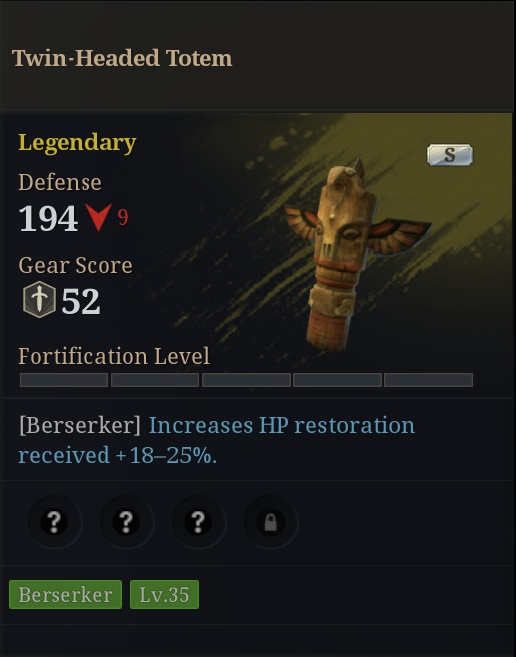 Twin-Headed Totem
Legendary
S
Defense
194 9
Gear Score
52
Fortification Level
[Berserker] Increases HP restoration
received +18–25%.
? ? ?
Berserker Lv.35